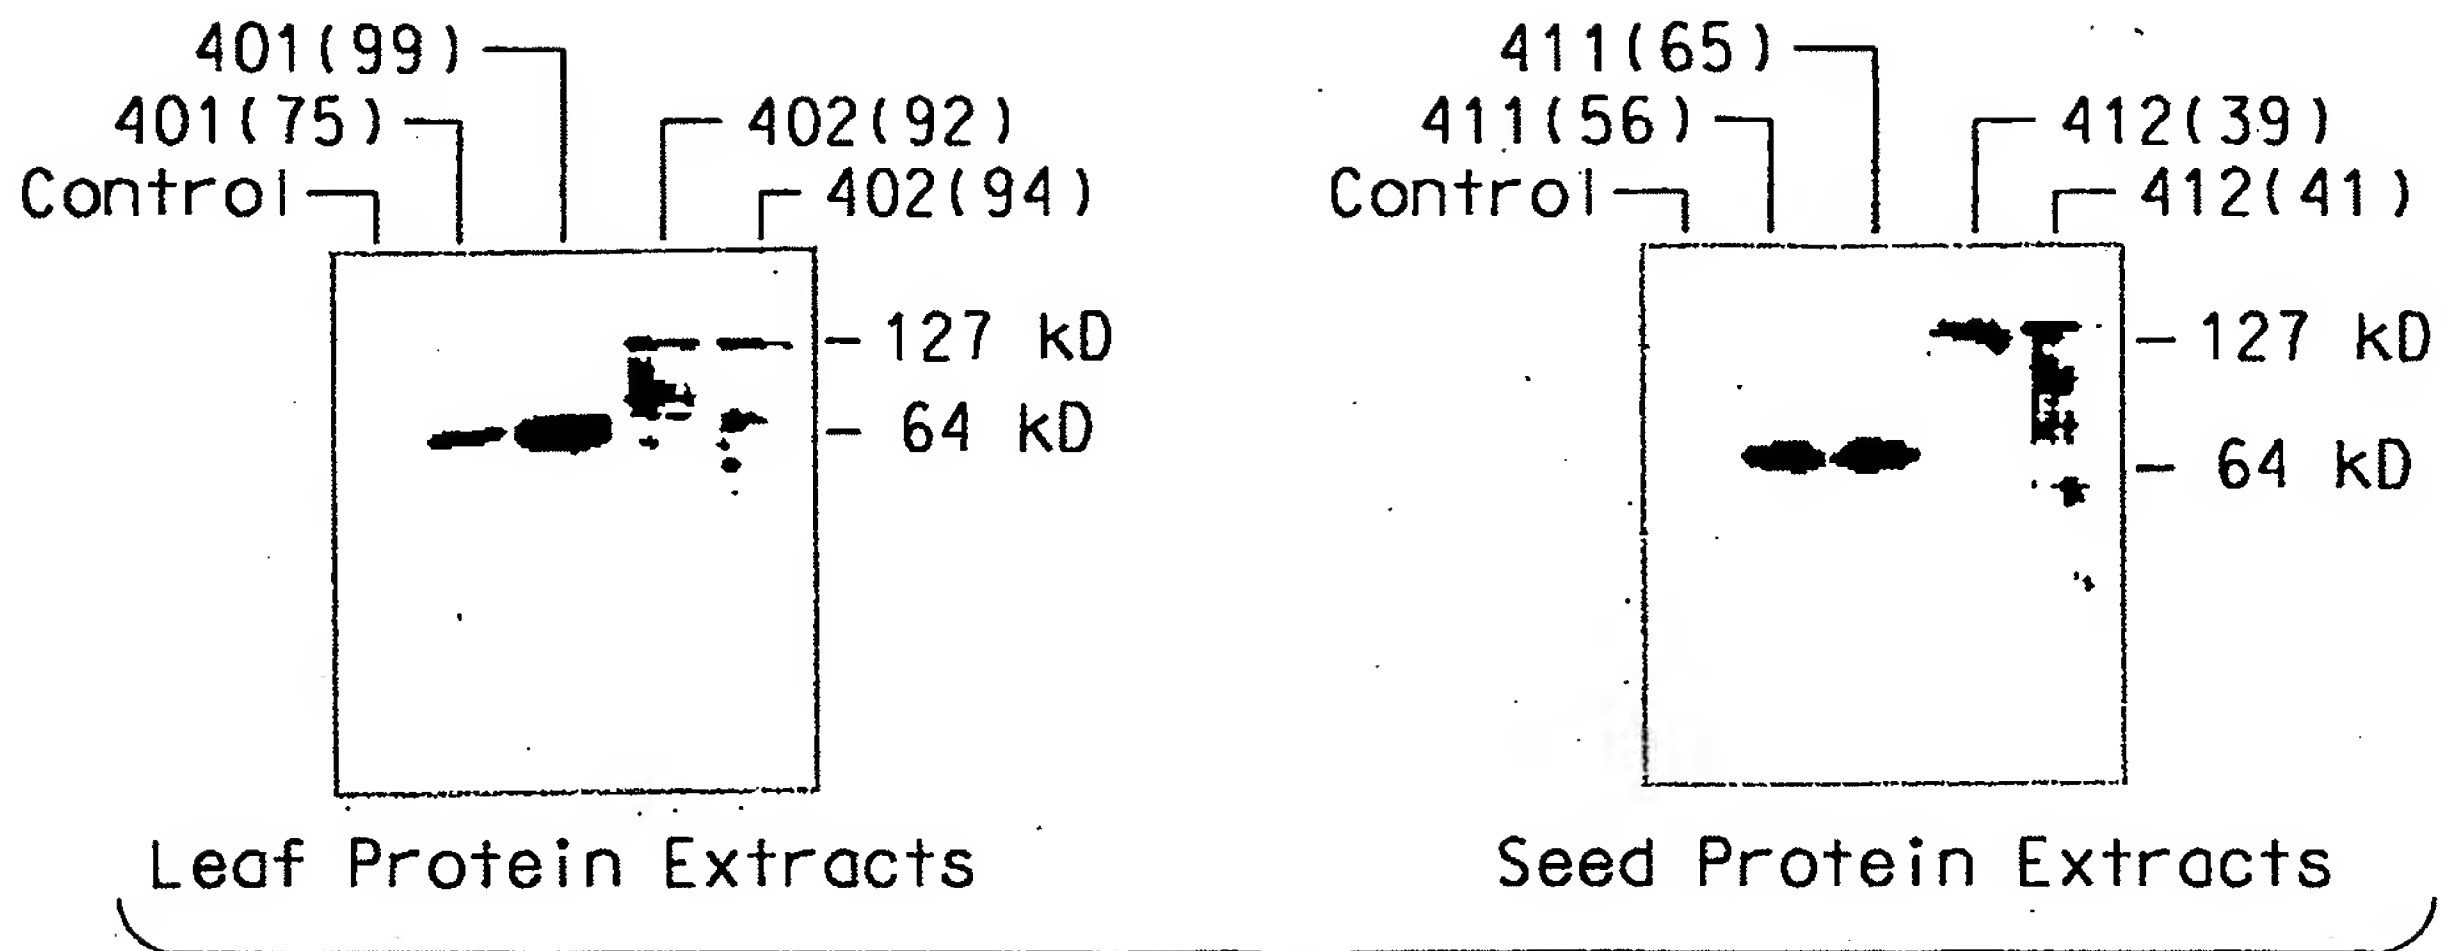 401(99)
401(75)
402(92)
Control
402(94)
127 kD
64 kD
Leaf Protein Extracts
411(65)
411(56)
412(39)
Control
412(41)
127 kD
64 kD
Seed Protein Extracts